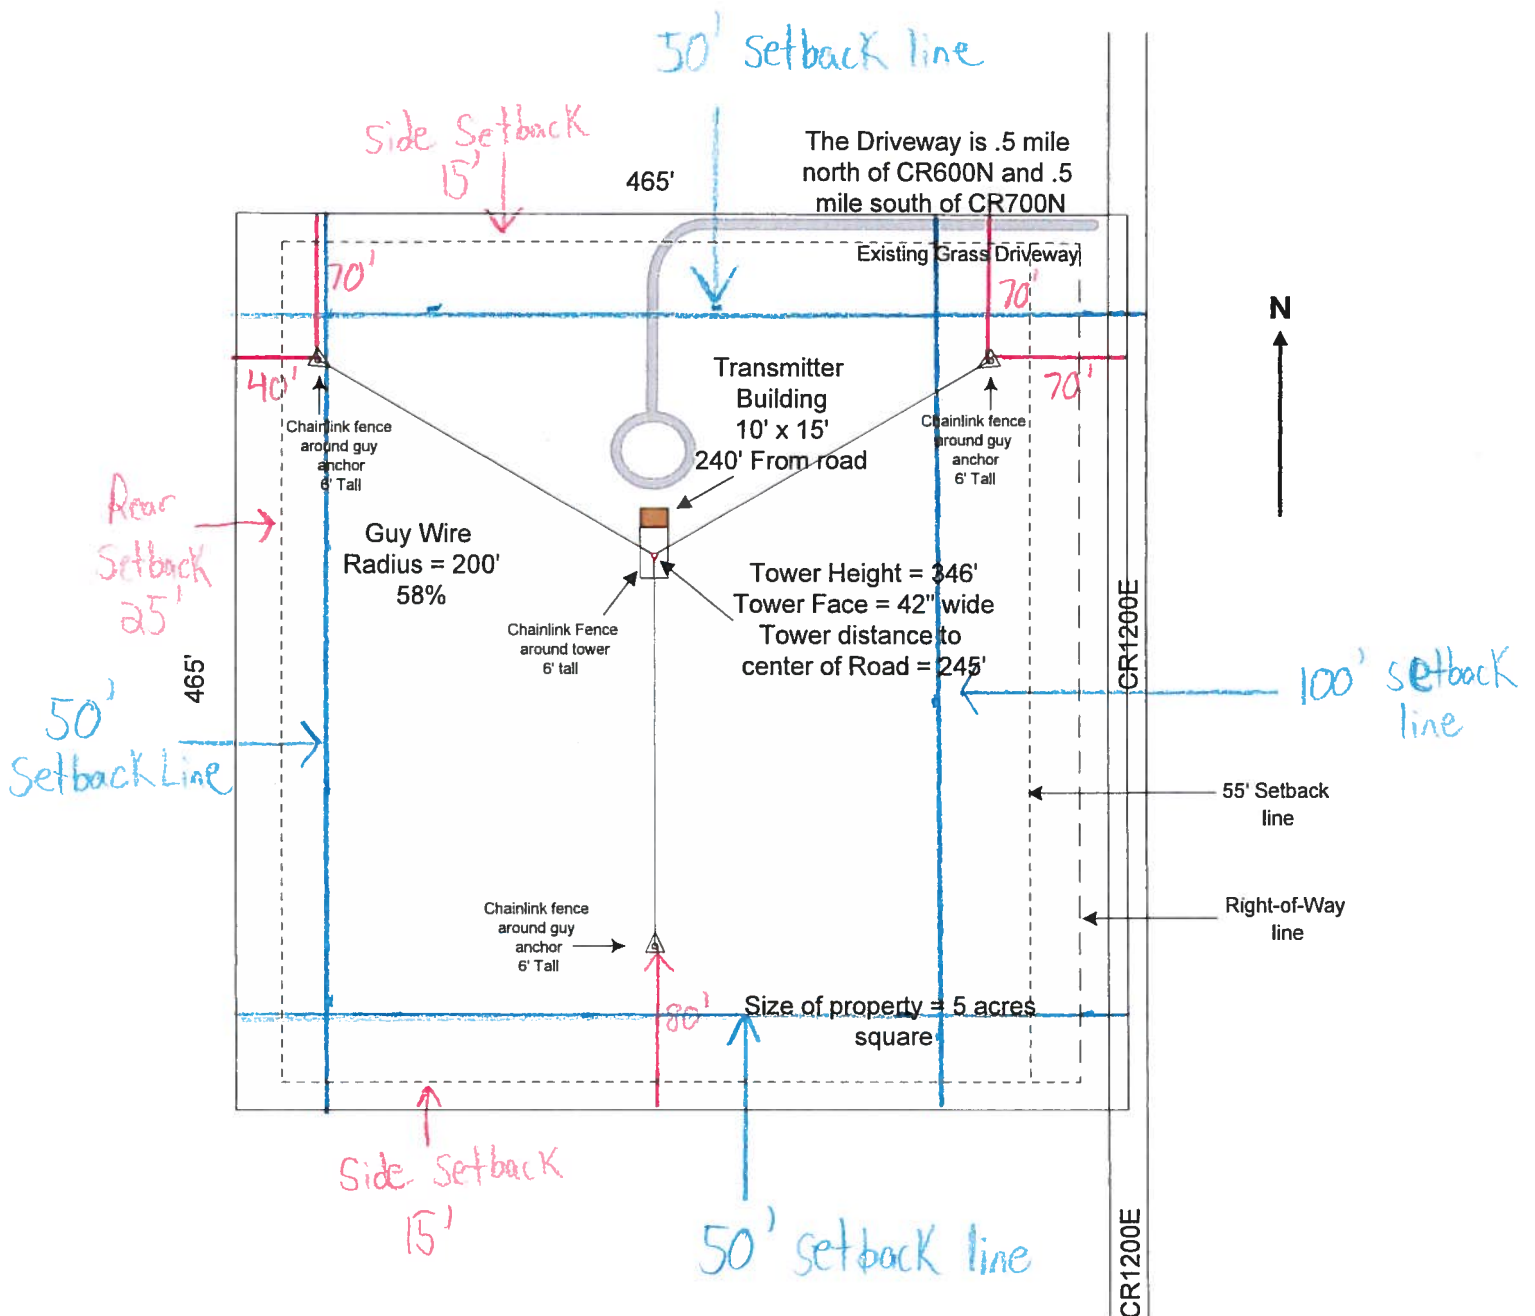 50' Setback line
Side Setback
15'
465'
The Driveway is .5 mile
north of CR600N and .5
mile south of CR700N
Existing Grass Driveway
70'
70'
N
40'
70'
Transmitter
Building
10' x 15'
240' From road
Chainlink fence
around guy
anchor
6' Tall
Chainlink fence
around guy
anchor
6' Tall
Rear
Setback
25'
Guy Wire
Radius = 200'
58%
Chainlink Fence
around tower
6' tall
Tower Height = 346'
Tower Face = 42" wide
Tower distance to
center of Road = 245'
CR1200E
465'
50'
Setback Line
100' setback
line
55' Setback
line
Right-of-Way
line
Chainlink fence
around guy
anchor
6' Tall
80'
Size of property = 5 acres
square
Side Setback
15'
50' setback line
CR1200E